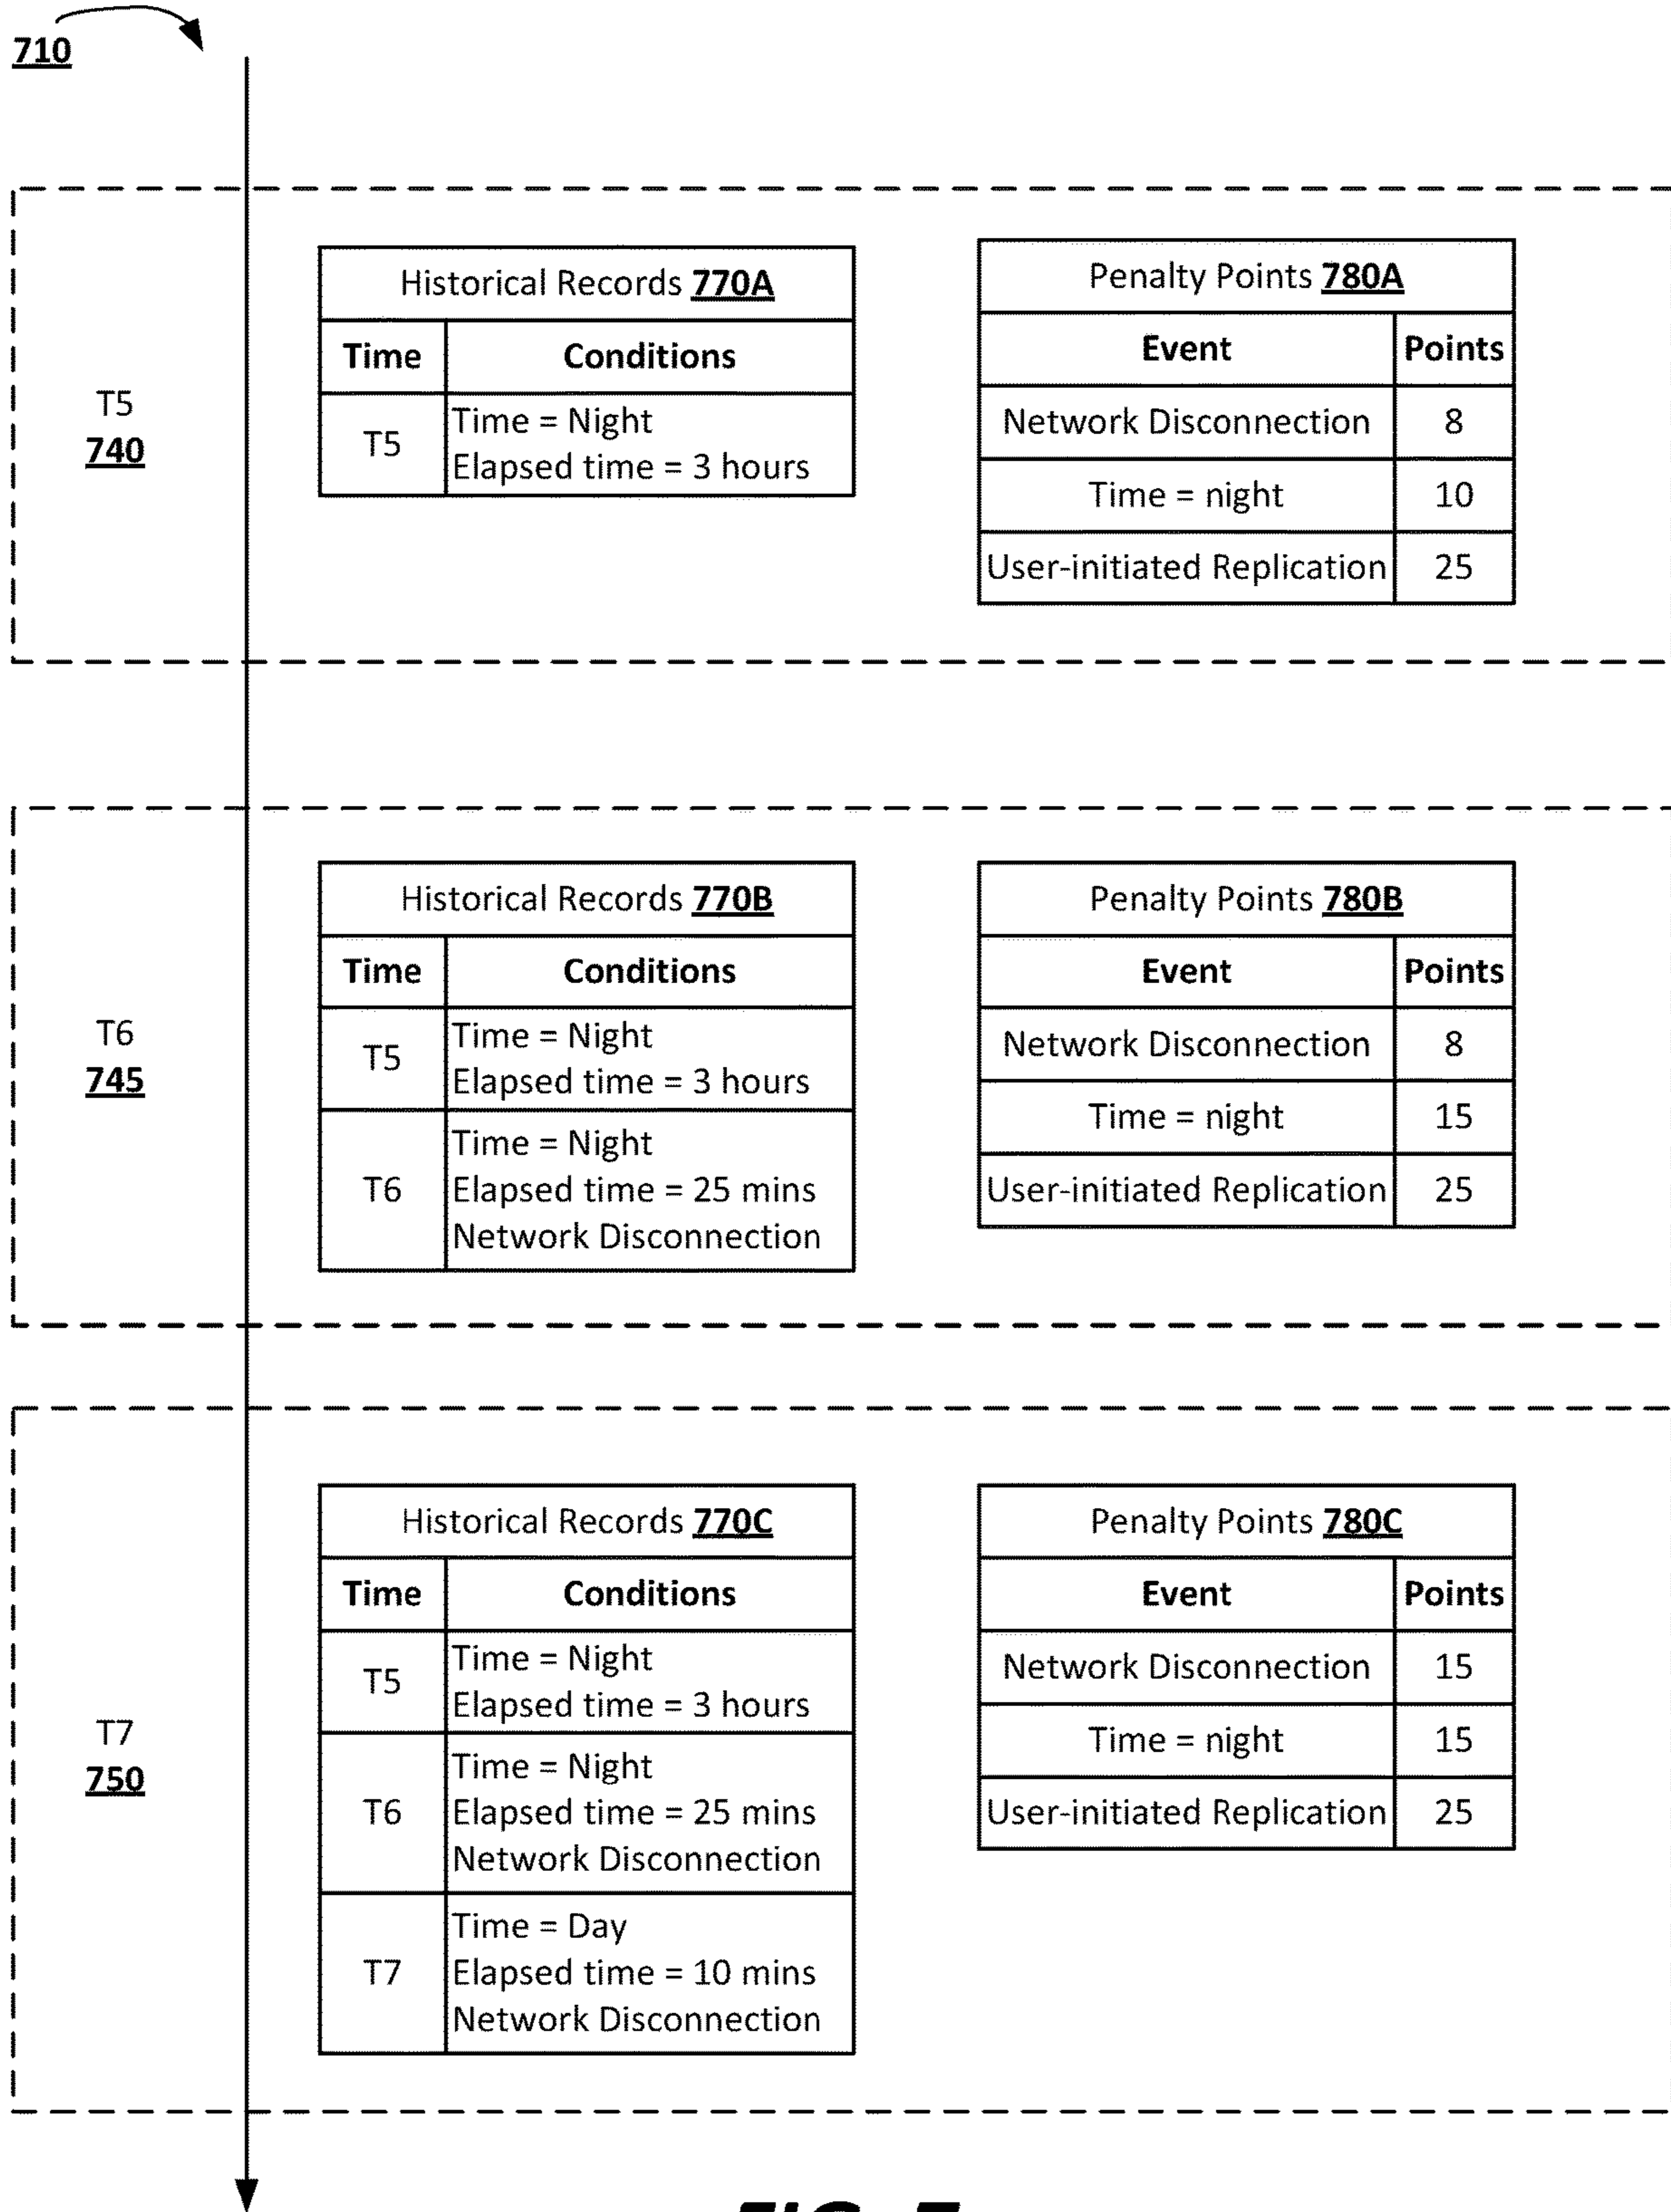 710
T5
740
Historical Records 770A
Time Conditions
T5
Time = Night
Elapsed time = 3 hours
Penalty Points 780A
Event Points
Network Disconnection 8
Time = night 10
User-initiated Replication 25
T6
745
Historical Records 770B
Time Conditions
T5
Time = Night
Elapsed time = 3 hours
T6
Time = Night
Elapsed time = 25 mins
Network Disconnection
Penalty Points 780B
Event Points
Network Disconnection 8
Time = night 15
User-initiated Replication 25
T7
750
Historical Records 770C
Time Conditions
T5
Time = Night
Elapsed time = 3 hours
T6
Time = Night
Elapsed time = 25 mins
Network Disconnection
T7
Time = Day
Elapsed time = 10 mins
Network Disconnection
Penalty Points 780C
Event Points
Network Disconnection 15
Time = night 15
User-initiated Replication 25